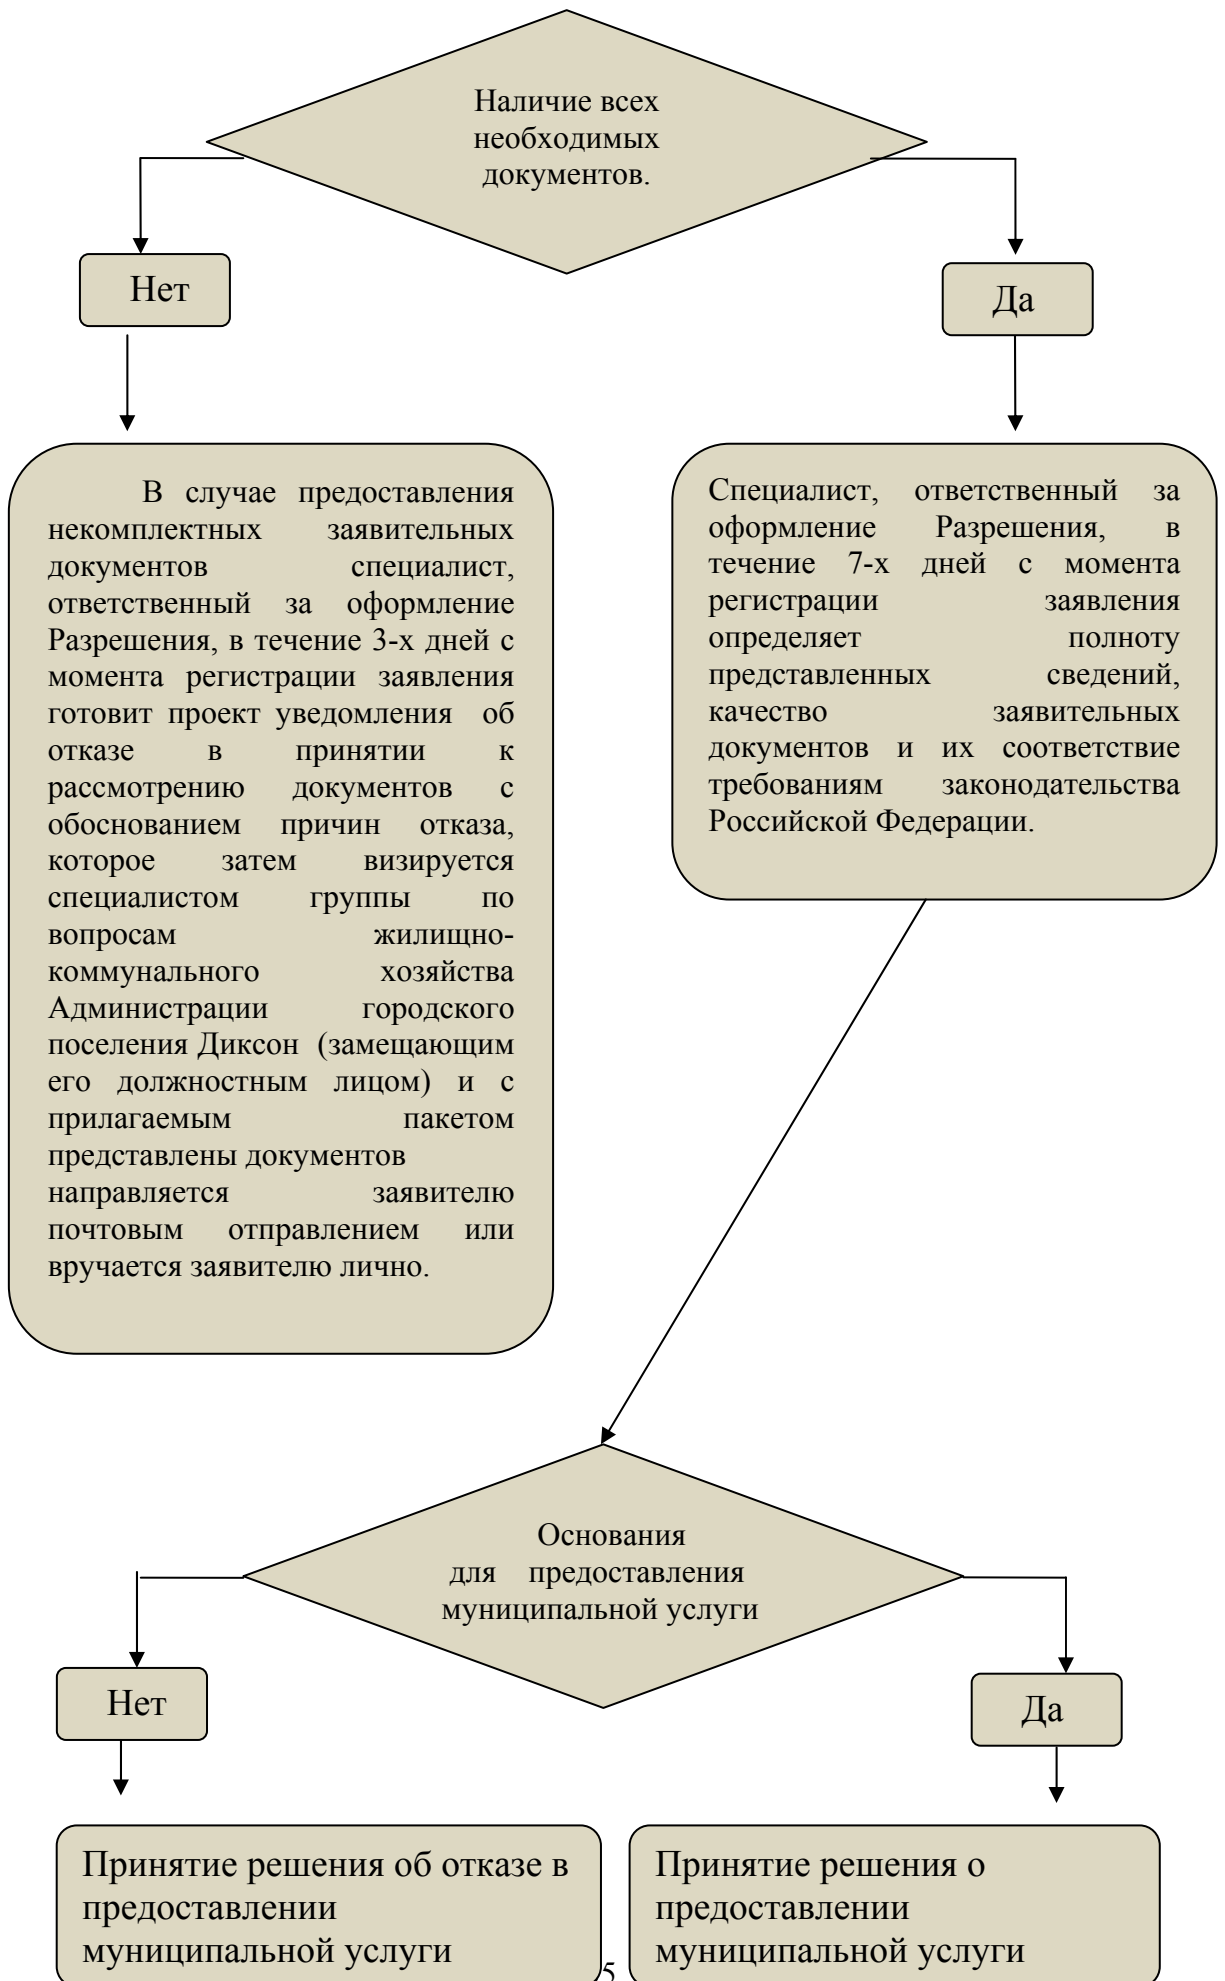 Наличие всех
необходимых
документов.
Нет
Да
В случае предоставления
некомплектных заявительных
документов специалист,
ответственный за оформление
Разрешения, в течение 3-х дней с
момента регистрации заявления
готовит проект уведомления об
отказе в принятии к
рассмотрению документов с
обоснованием причин отказа,
которое затем визируется
специалистом группы по
вопросам жилищно-
коммунального хозяйства
Администрации городского
поселения Диксон (замещающим
его должностным лицом) и с
прилагаемым пакетом
представлены документов
направляется заявителю
почтовым отправлением или
вручается заявителю лично.
Специалист, ответственный за
оформление Разрешения, в
течение 7-х дней с момента
регистрации заявления
определяет полноту
представленных сведений,
качество заявительных
документов и их соответствие
требованиям законодательства
Российской Федерации.
Основания
для предоставления
муниципальной услуги
Нет
Да
Принятие решения об отказе в
предоставлении
муниципальной услуги
Принятие решения о
предоставлении
муниципальной услуги
5